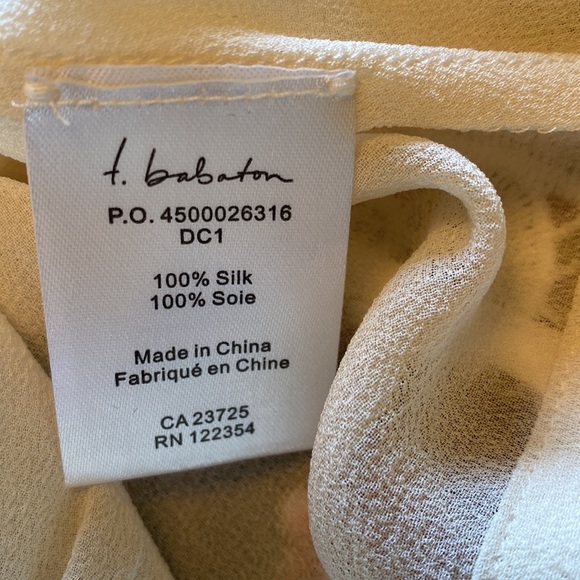 t. babaton
P.O. 4500026316
DC1
100% Silk
100% Soie
Made in China
Fabriqué en Chine
CA 23725
RN 122354